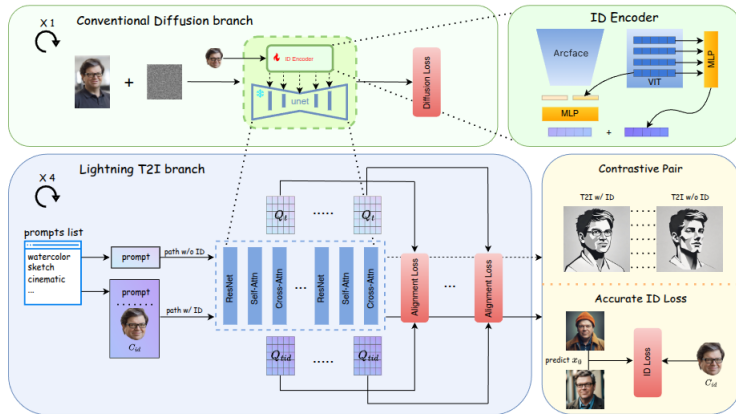 X 1
Conventional Diffusion branch
ID Encoder
unet
Diffusion Loss
ID Encoder
Arcface
VIT
MLP
MLP
+
+
X 4
Lightning T2I branch
prompts list
watercolor
sketch
cinematic
...
prompt
path w/o ID
prompt
......
C_id
path w/ ID
Q_t
.....
Q_t
ResNet
Self-Attn
Cross-Attn
...
ResNet
Self-Attn
Cross-Attn
Q_tid
.....
Q_tid
Alignment Loss
...
Alignment Loss
Contrastive Pair
T2I w/ ID
T2I w/o ID
Accurate ID Loss
predict x_0
ID Loss
C_id